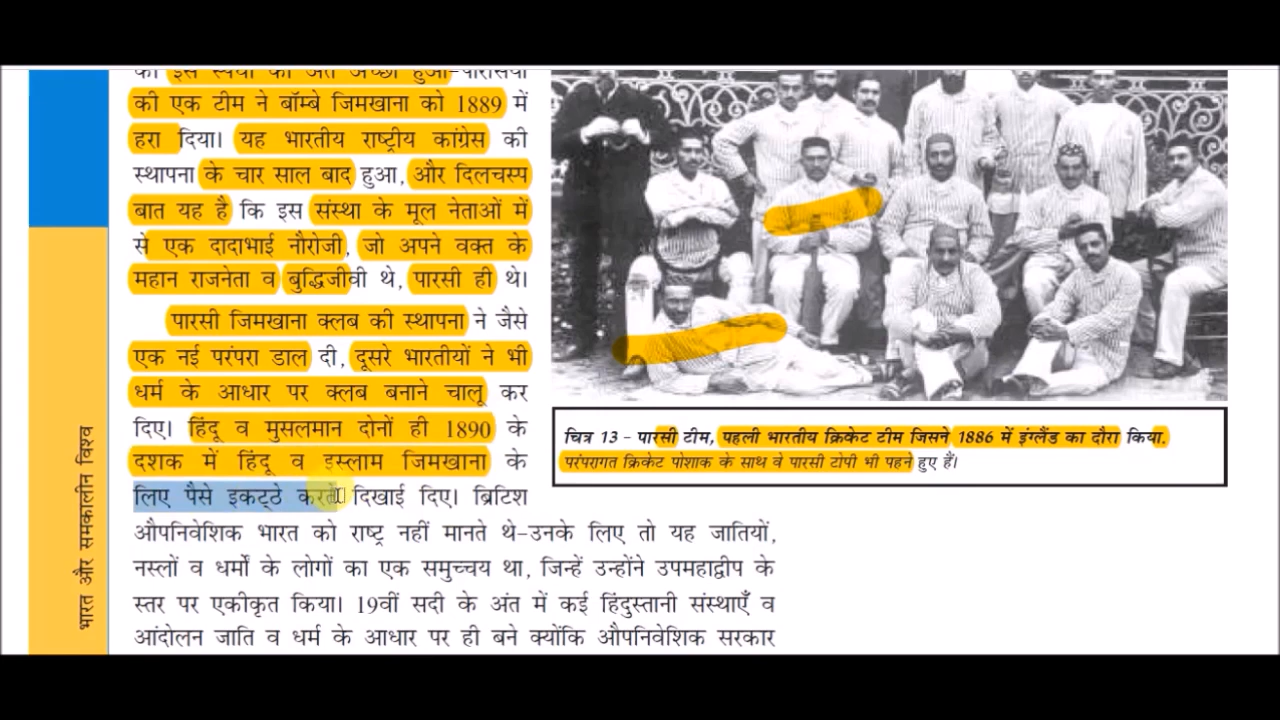 की इस स्पर्धा का अंत अच्छा हुआ–पारसियों
की एक टीम ने बॉम्बे जिमखाना को 1889 में
हरा दिया। यह भारतीय राष्ट्रीय कांग्रेस की
स्थापना के चार साल बाद हुआ, और दिलचस्प
बात यह है कि इस संस्था के मूल नेताओं में
से एक दादाभाई नौरोजी, जो अपने वक्त के
महान राजनेता व बुद्धिजीवी थे, पारसी ही थे।
पारसी जिमखाना क्लब की स्थापना ने जैसे
एक नई परंपरा डाल दी, दूसरे भारतीयों ने भी
धर्म के आधार पर क्लब बनाने चालू कर
दिए। हिंदू व मुसलमान दोनों ही 1890 के
दशक में हिंदू व इस्लाम जिमखाना के
लिए पैसे इकट्ठे करते दिखाई दिए। ब्रिटिश
औपनिवेशिक भारत को राष्ट्र नहीं मानते थे–उनके लिए तो यह जातियों,
नस्लों व धर्मों के लोगों का एक समुच्चय था, जिन्हें उन्होंने उपमहाद्वीप के
स्तर पर एकीकृत किया। 19वीं सदी के अंत में कई हिंदुस्तानी संस्थाएँ व
आंदोलन जाति व धर्म के आधार पर ही बने क्योंकि औपनिवेशिक सरकार
चित्र 13 – पारसी टीम, पहली भारतीय क्रिकेट टीम जिसने 1886 में इंग्लैंड का दौरा किया.
परंपरागत क्रिकेट पोशाक के साथ वे पारसी टोपी भी पहने हुए हैं।
भारत और समकालीन विश्व